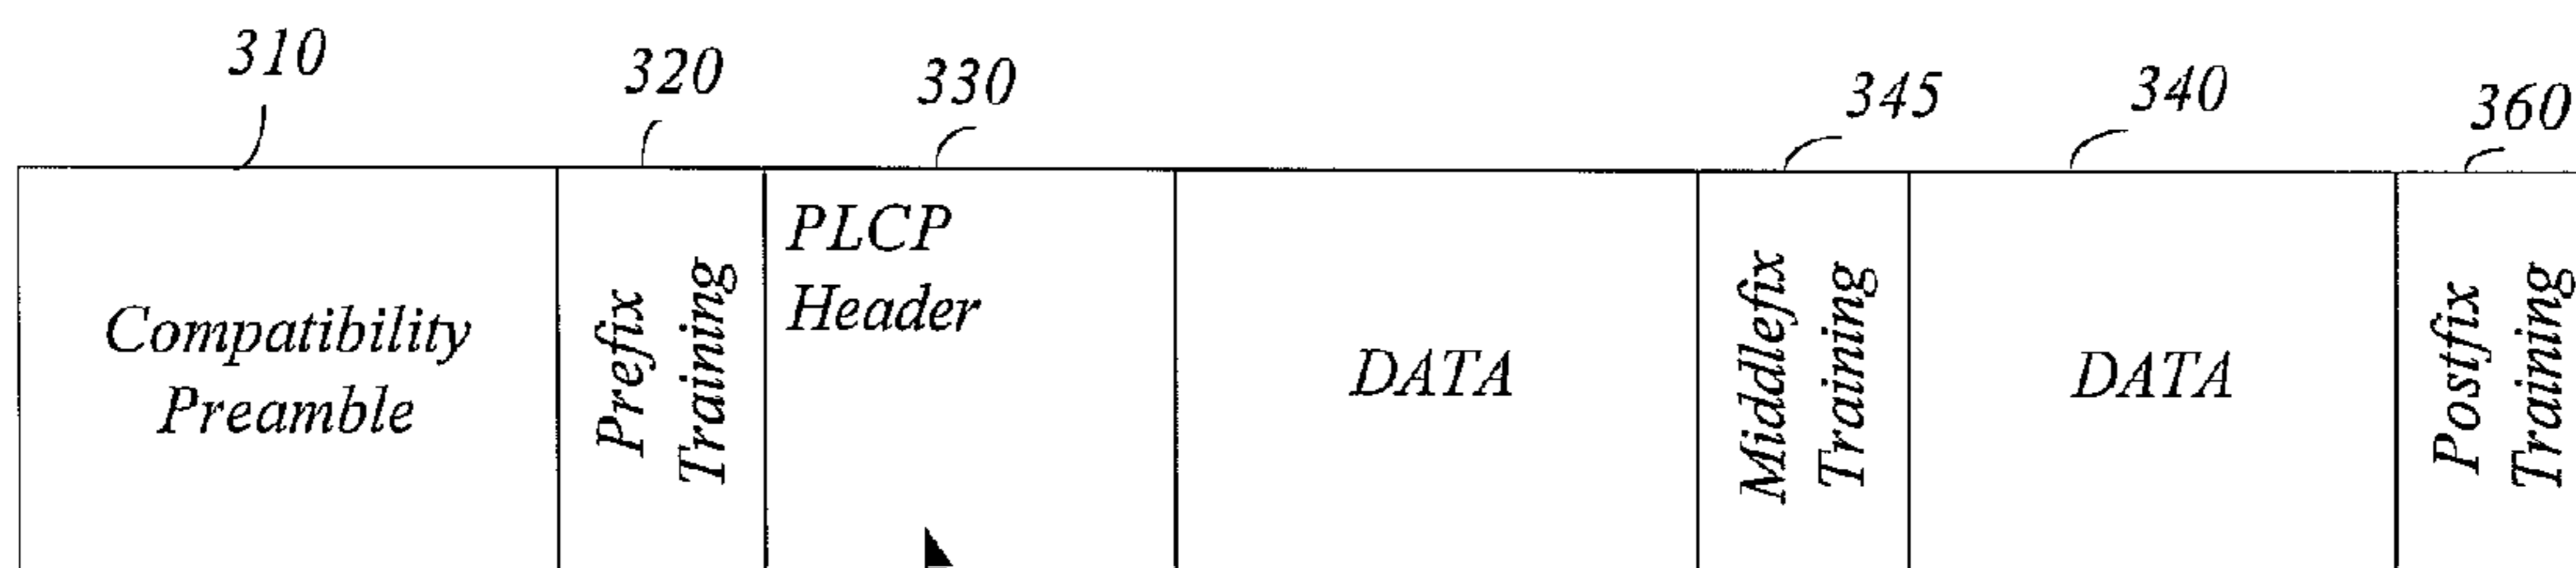 310
320
330
345
340
360
Compatibility
Preamble
Prefix
Training
PLCP
Header
DATA
Middlefix
Training
DATA
Postfix
Training